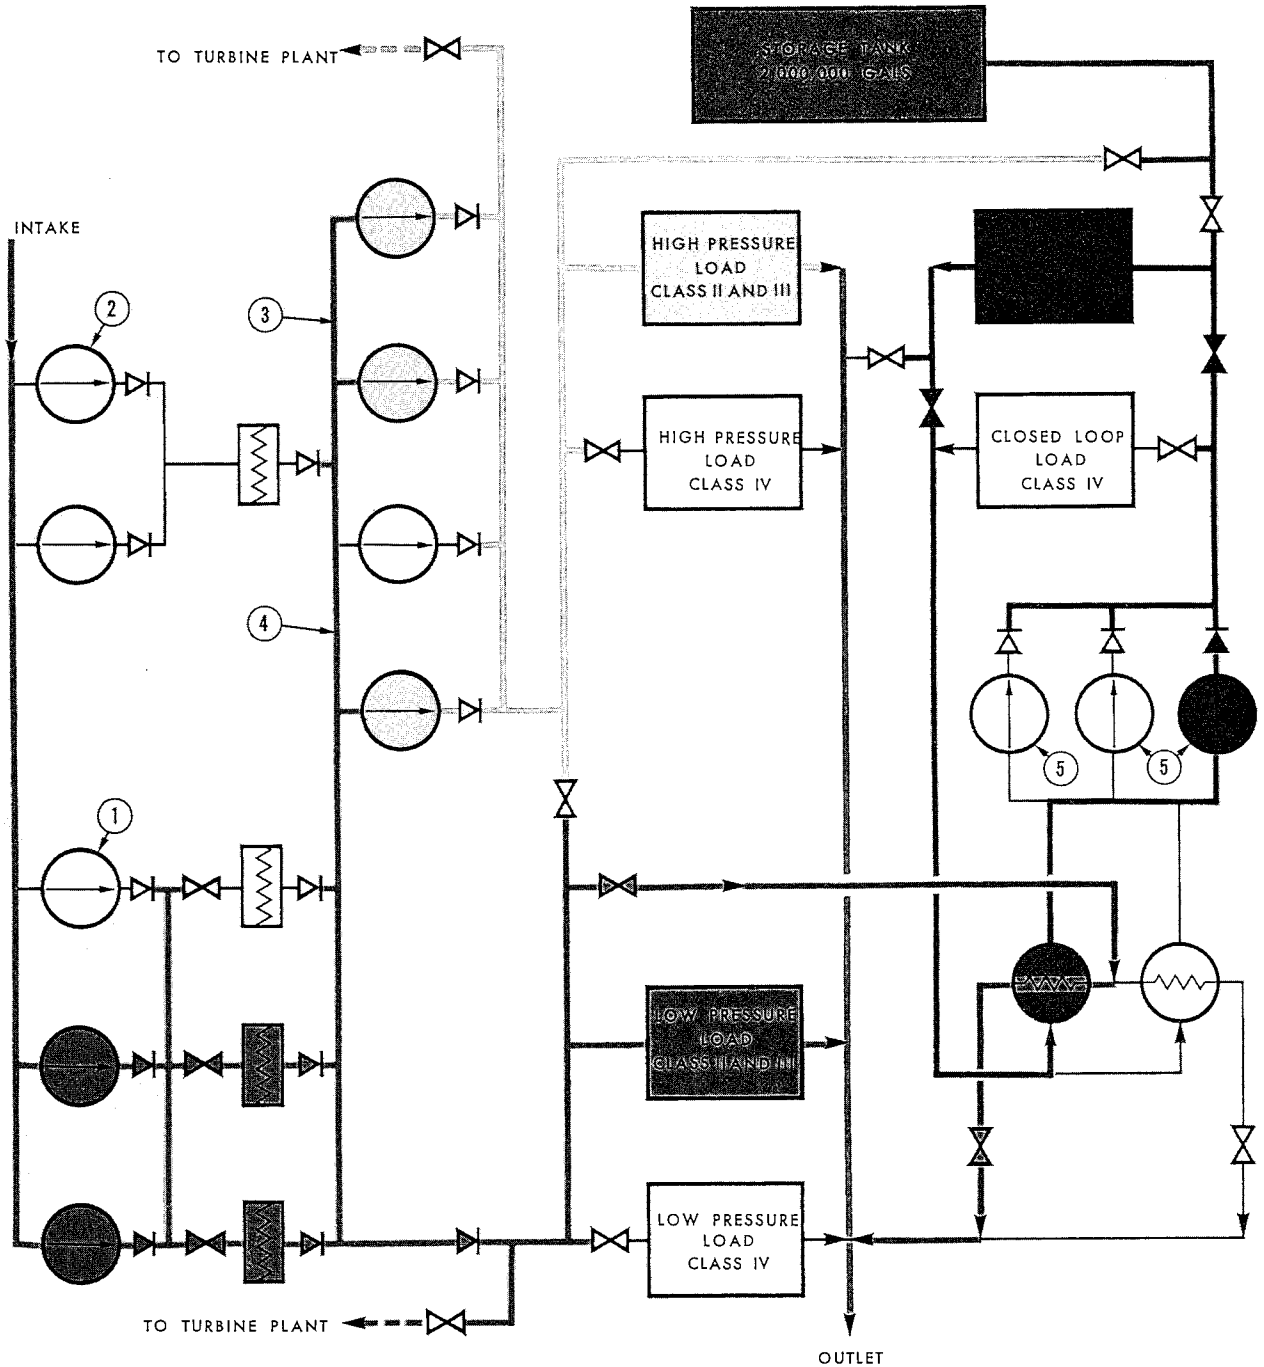 TO TURBINE PLANT
STORAGE TANK
2,000,000 GALS
INTAKE
2
3
HIGH PRESSURE
LOAD
CLASS II AND III
HIGH PRESSURE
LOAD
CLASS IV
CLOSED LOOP
LOAD
CLASS IV
4
5
5
1
LOW PRESSURE
LOAD
CLASS II AND III
LOW PRESSURE
LOAD
CLASS IV
TO TURBINE PLANT
OUTLET